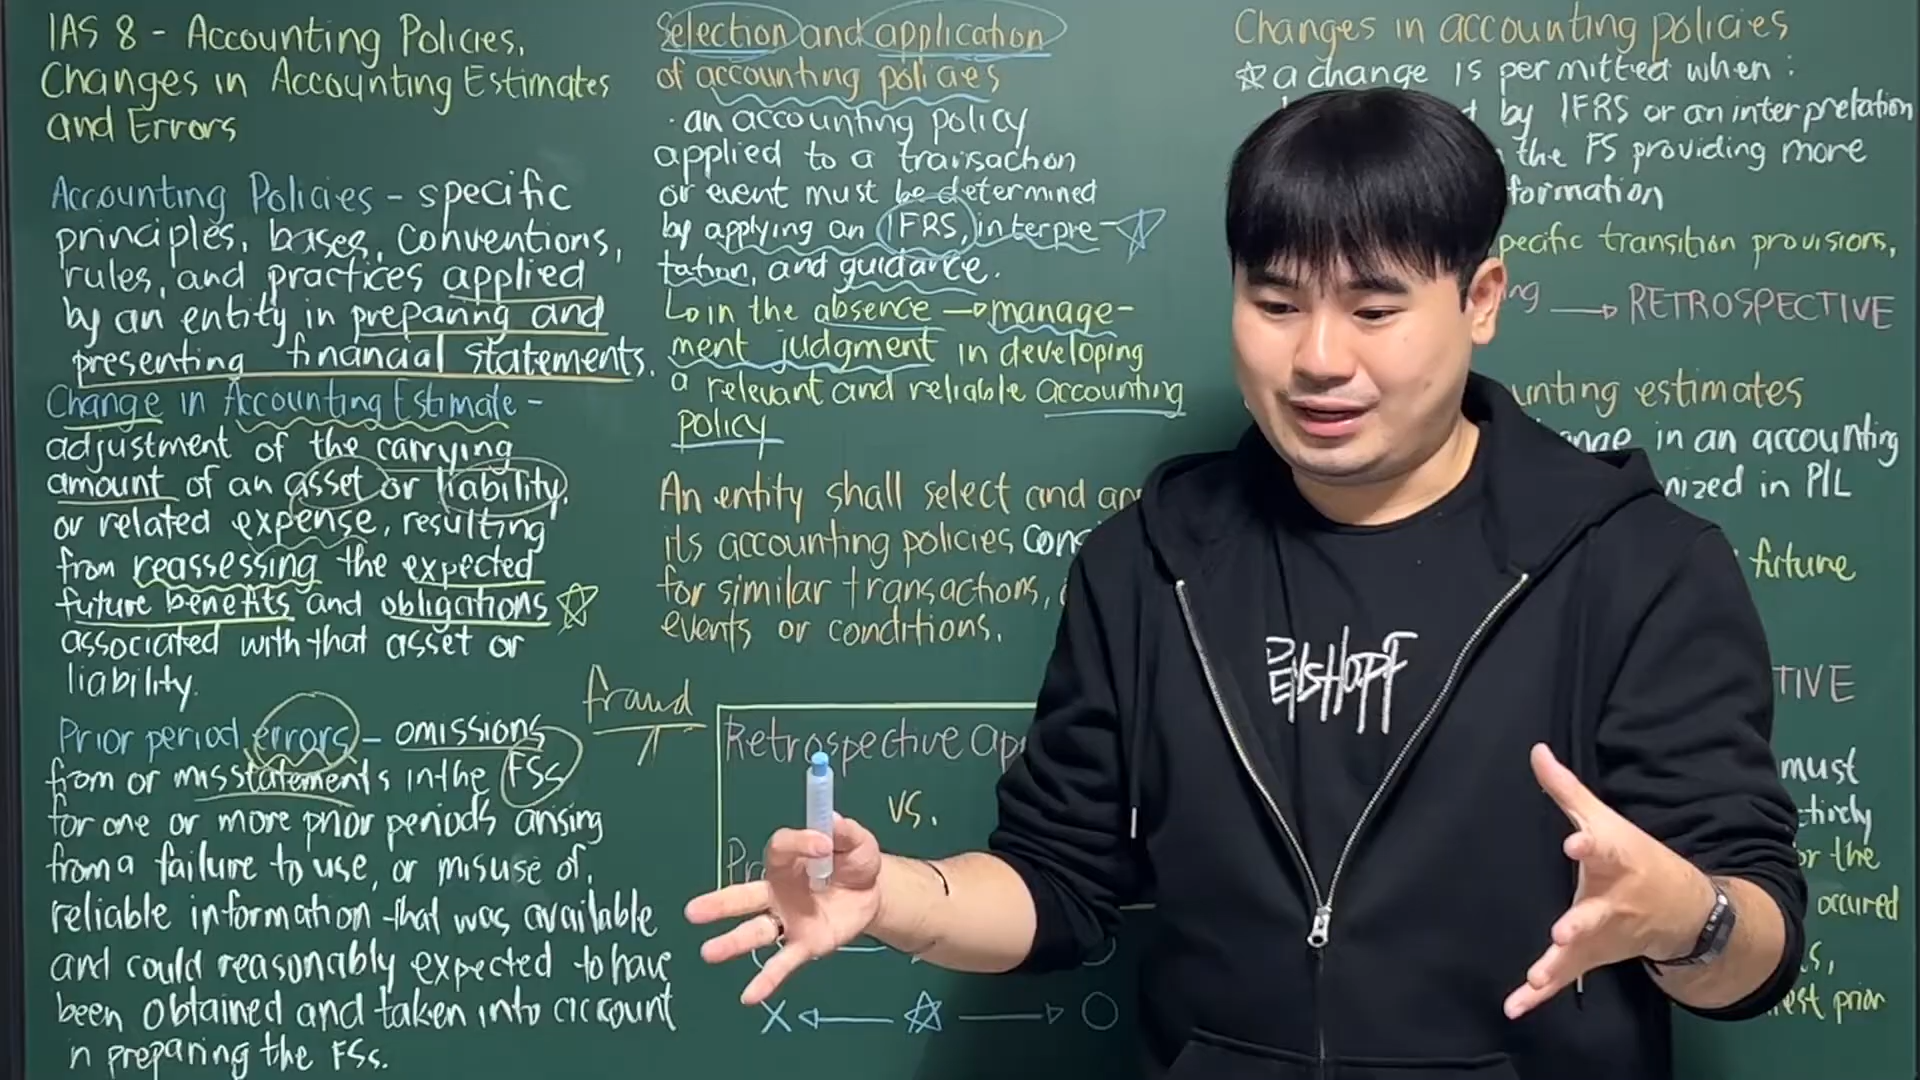 IAS 8 - Accounting Policies,
Changes in Accounting Estimates
and Errors
Accounting Policies - specific
principles, bases, conventions,
rules, and practices applied
by an entity in preparing and
presenting financial statements.
Change in Accounting Estimate -
adjustment of the carrying
amount of an asset or liability,
or related expense, resulting
from reassessing the expected
future benefits and obligations
associated with that asset or
liability.
Prior period errors - omissions
from or misstatements in the FSs
for one or more prior periods arising
from a failure to use, or misuse of,
reliable information that was available
and could reasonably expected to have
been obtained and taken into account
n preparing the FSs.
fraud
Selection and application
of accounting policies
· an accounting policy
applied to a transaction
or event must be determined
by applying an IFRS, interpre-
tation, and guidance.
in the absence → manage-
ment judgment in developing
a relevant and reliable accounting
policy
An entity shall select and
its accounting policies cons
for similar transactions,
events or conditions.
Retrospective ap
vs.
Pr
X
Changes in accounting policies
a change is permitted when :
by IFRS or an interpretation
the FS providing more
formation
pecific transition provisions,
ng → RETROSPECTIVE
unting estimates
ange in an accounting
nized in P/L
future
TIVE
must
ctively
or the
occured
s,
est prior
PENSHOPPE